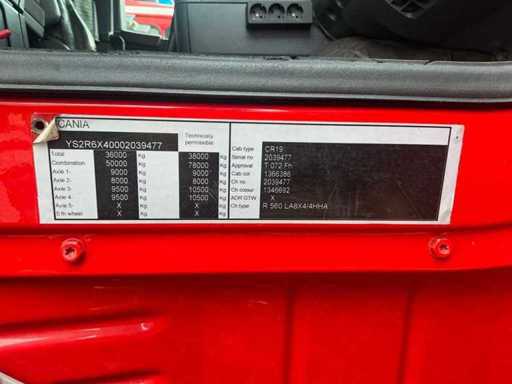 CANIA
YS2R6X40002039477
Technically
permissible
Total 36000 Kg 38000 Kg
Combination 50000 Kg 78000 Kg
Axle 1- 9000 Kg 9000 Kg
Axle 2- 8000 Kg 8000 Kg
Axle 3- 9500 Kg 10500 Kg
Axle 4- 9500 Kg 10500 Kg
Axle 5- X Kg X Kg
5:th wheel X Kg X Kg
Cab type CR19
Serial no 2039477
Approval T 072 Fh
Cab col 1366386
Ch no 2039477
Ch colour 1346692
ADR GTW X
Ch type R 560 LA8X4/4HHA